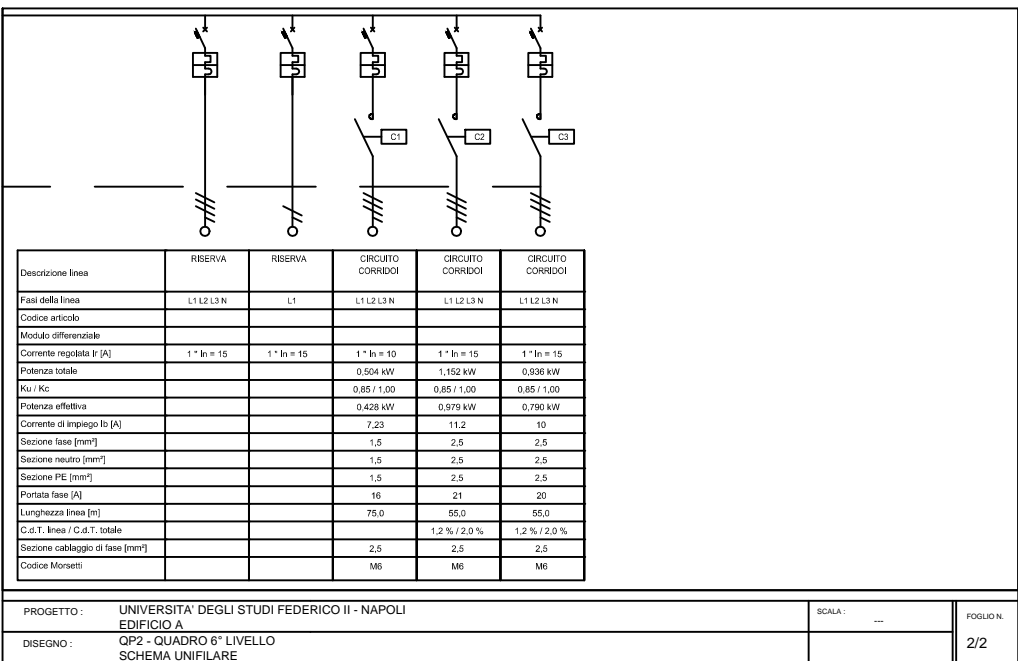 C1 C2 C3
Descrizione linea RISERVA RISERVA CIRCUITO CORRIDOI CIRCUITO CORRIDOI CIRCUITO CORRIDOI
Fasi della linea L1 L2 L3 N L1 L1 L2 L3 N L1 L2 L3 N L1 L2 L3 N
Codice articolo
Modulo differenziale
Corrente regolata Ir [A] 1 * In = 15 1 * In = 15 1 * In = 10 1 * In = 15 1 * In = 15
Potenza totale 0,504 kW 1,152 kW 0,936 kW
Ku / Kc 0,85 / 1,00 0,85 / 1,00 0,85 / 1,00
Potenza effettiva 0,428 kW 0,979 kW 0,790 kW
Corrente di impiego Ib [A] 7,23 11.2 10
Sezione fase [mm²] 1,5 2,5 2,5
Sezione neutro [mm²] 1,5 2,5 2,5
Sezione PE [mm²] 1,5 2,5 2,5
Portata fase [A] 16 21 20
Lunghezza linea [m] 75,0 55,0 55,0
C.d.T. linea / C.d.T. totale 1,2 % / 2,0 % 1,2 % / 2,0 %
Sezione cablaggio di fase [mm²] 2,5 2,5 2,5
Codice Morsetti M6 M6 M6
PROGETTO : UNIVERSITA' DEGLI STUDI FEDERICO II - NAPOLI
EDIFICIO A
SCALA :
---
FOGLIO N.
2/2
DISEGNO : QP2 - QUADRO 6° LIVELLO
SCHEMA UNIFILARE